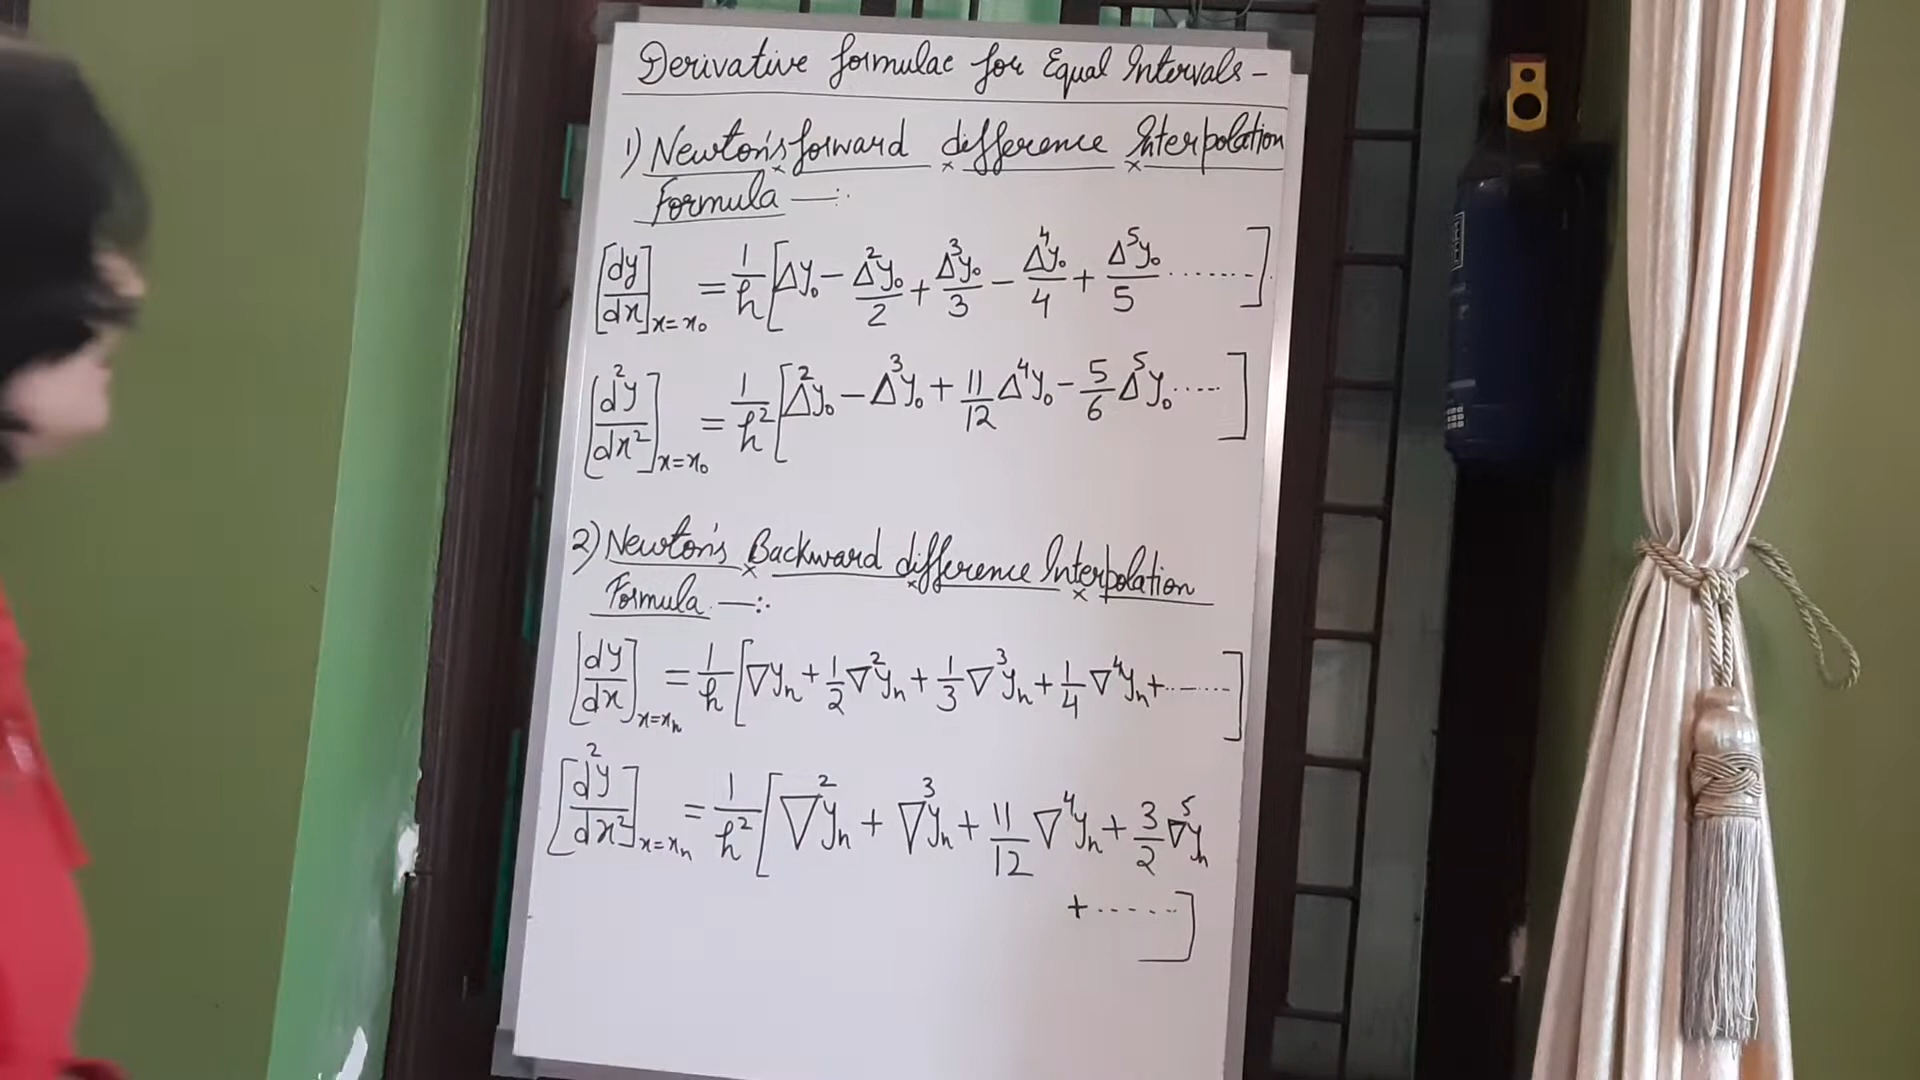 Derivative formulae for Equal Intervals -
1) Newton's forward difference Interpolation
Formula —:
[dy/dx]ₓ₌ₓ₀ = 1/h [Δy₀ - Δ²y₀/2 + Δ³y₀/3 - Δ⁴y₀/4 + Δ⁵y₀/5 .......]
[d²y/dx²]ₓ₌ₓ₀ = 1/h² [Δ²y₀ - Δ³y₀ + 11/12 Δ⁴y₀ - 5/6 Δ⁵y₀ .....]
2) Newton's Backward difference Interpolation
Formula —:
[dy/dx]ₓ₌ₓₙ = 1/h [∇yₙ + 1/2 ∇²yₙ + 1/3 ∇³yₙ + 1/4 ∇⁴yₙ + .......]
[d²y/dx²]ₓ₌ₓₙ = 1/h² [∇²yₙ + ∇³yₙ + 11/12 ∇⁴yₙ + 3/2 ∇⁵yₙ
+ ......]